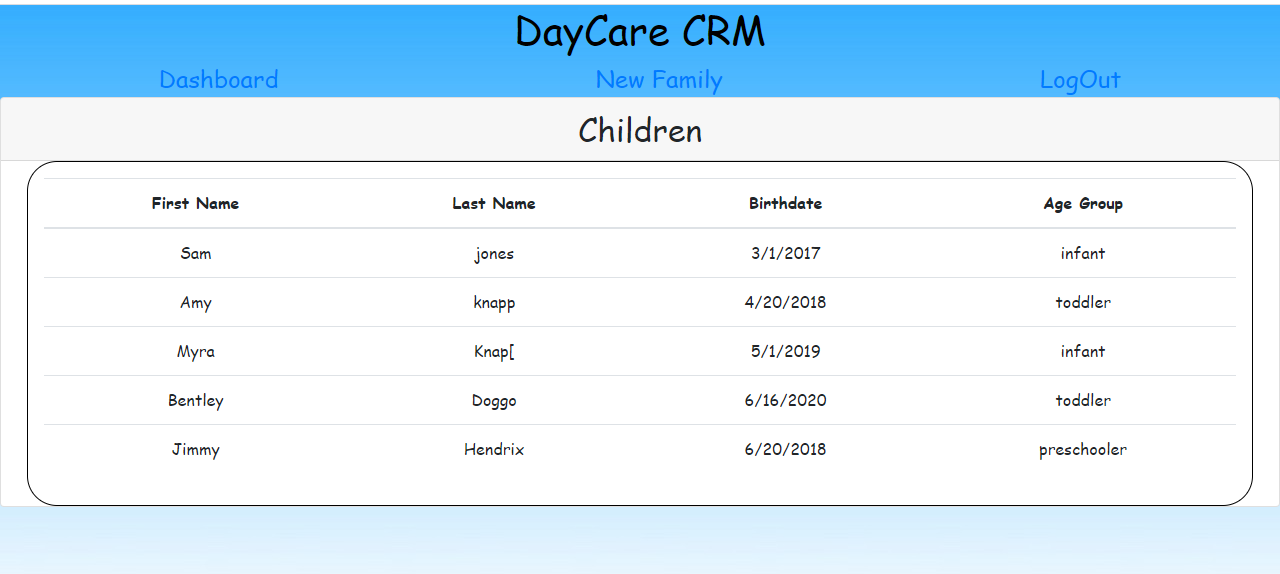 DayCare CRM
Dashboard New Family LogOut
Children
First Name Last Name Birthdate Age Group
Sam jones 3/1/2017 infant
Amy knapp 4/20/2018 toddler
Myra Knap[ 5/1/2019 infant
Bentley Doggo 6/16/2020 toddler
Jimmy Hendrix 6/20/2018 preschooler